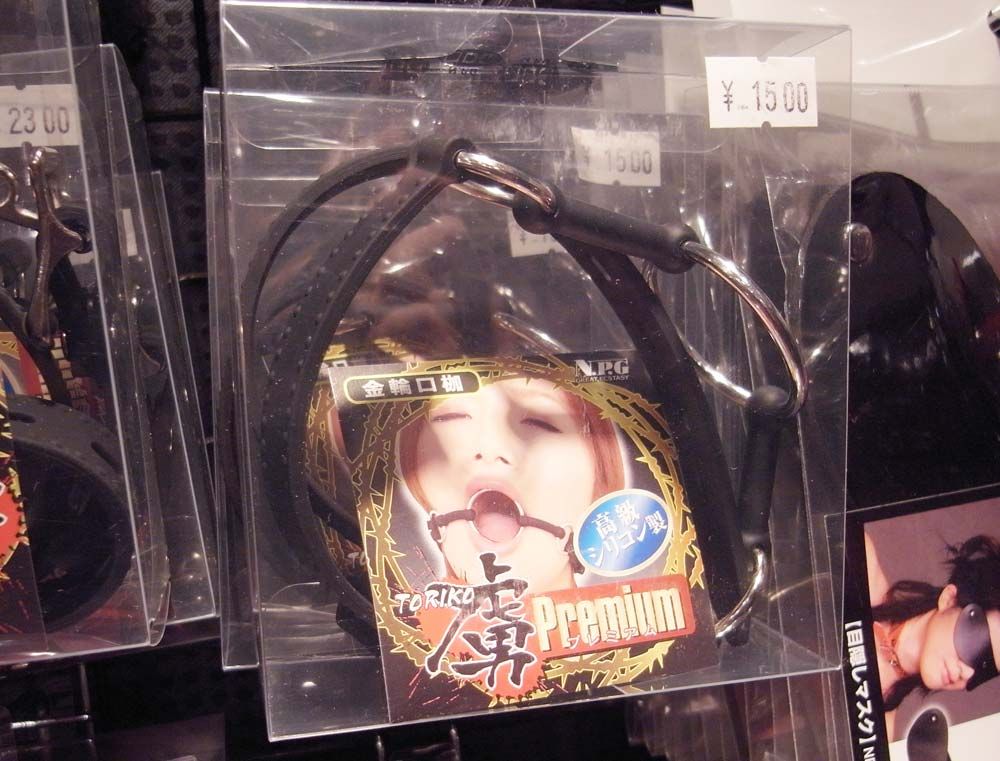 ¥ 1500
2300
¥ 1500
金輪口枷
N.P.G
GREAT ECSTASY
高級
シリコン製
TORIKO
虜
Premium
プレミアム
【目隠しマスク】